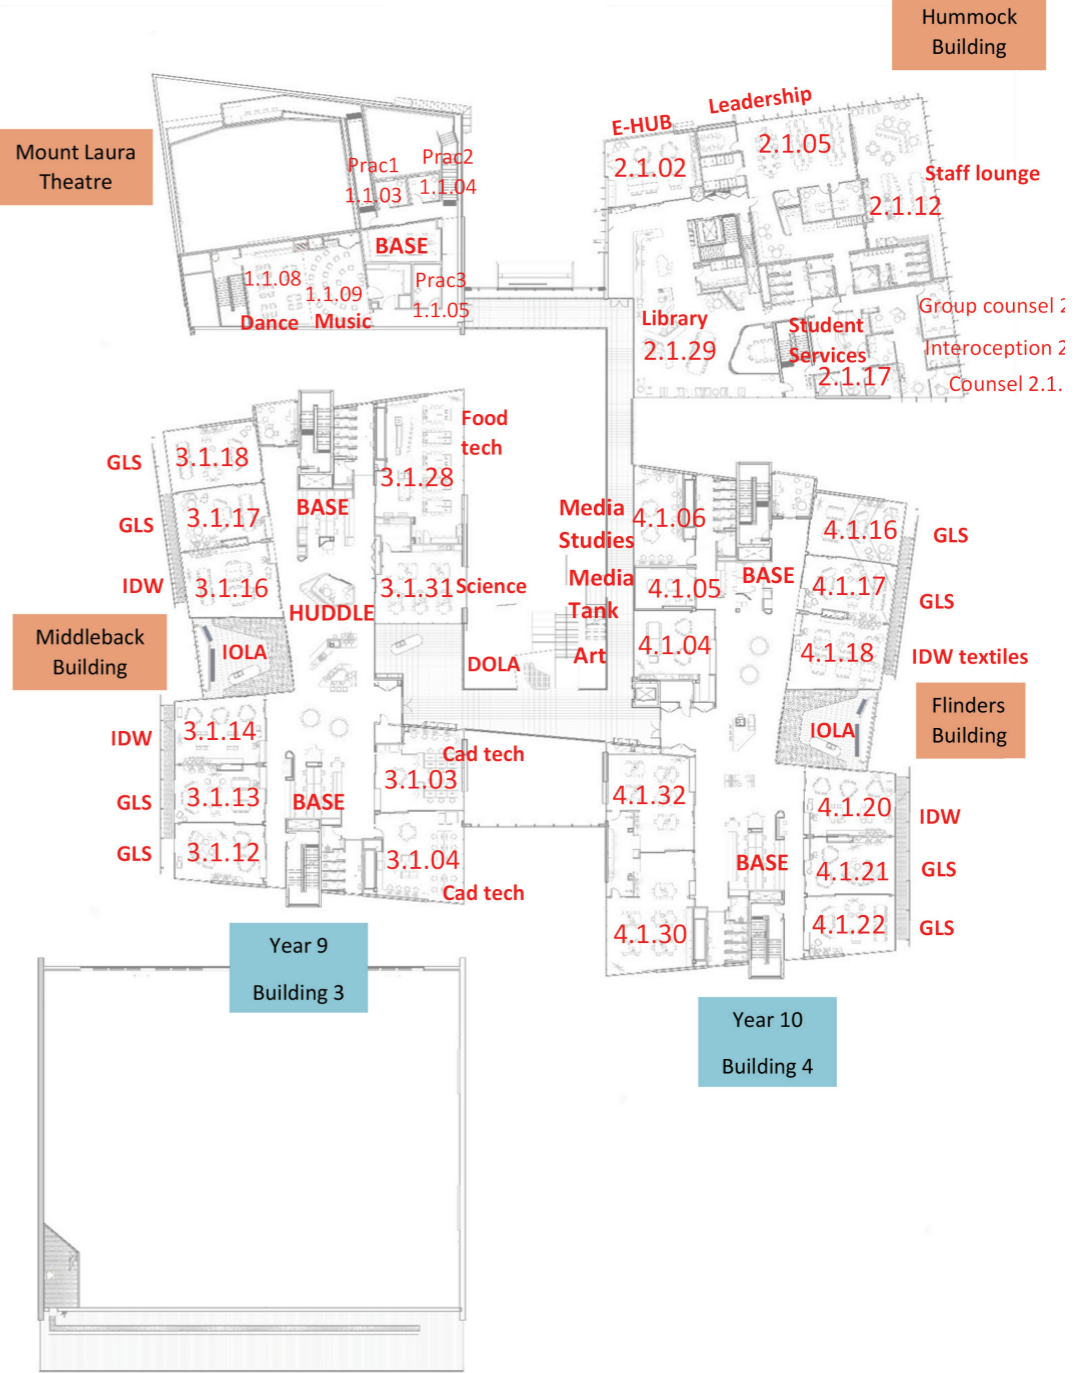 Hummock
Building
Mount Laura
Theatre
Prac1
1.1.03
Prac2
1.1.04
BASE
1.1.08
1.1.09
Prac3
1.1.05
Dance
Music
E-HUB
2.1.02
Leadership
2.1.05
Staff lounge
2.1.12
Library
2.1.29
Student
Services
2.1.17
Group counsel 2
Interoception 2
Counsel 2.1.
GLS
3.1.18
GLS
3.1.17
IDW
3.1.16
BASE
HUDDLE
Food
tech
3.1.28
3.1.31
Science
IOLA
Middleback
Building
DOLA
IDW
3.1.14
GLS
3.1.13
GLS
3.1.12
BASE
Cad tech
3.1.03
3.1.04
Cad tech
Media
Studies
4.1.06
Media
Tank
4.1.05
Art
4.1.04
BASE
4.1.16
GLS
4.1.17
GLS
4.1.18
IDW textiles
IOLA
Flinders
Building
4.1.32
4.1.30
BASE
4.1.20
IDW
4.1.21
GLS
4.1.22
GLS
Year 9
Building 3
Year 10
Building 4